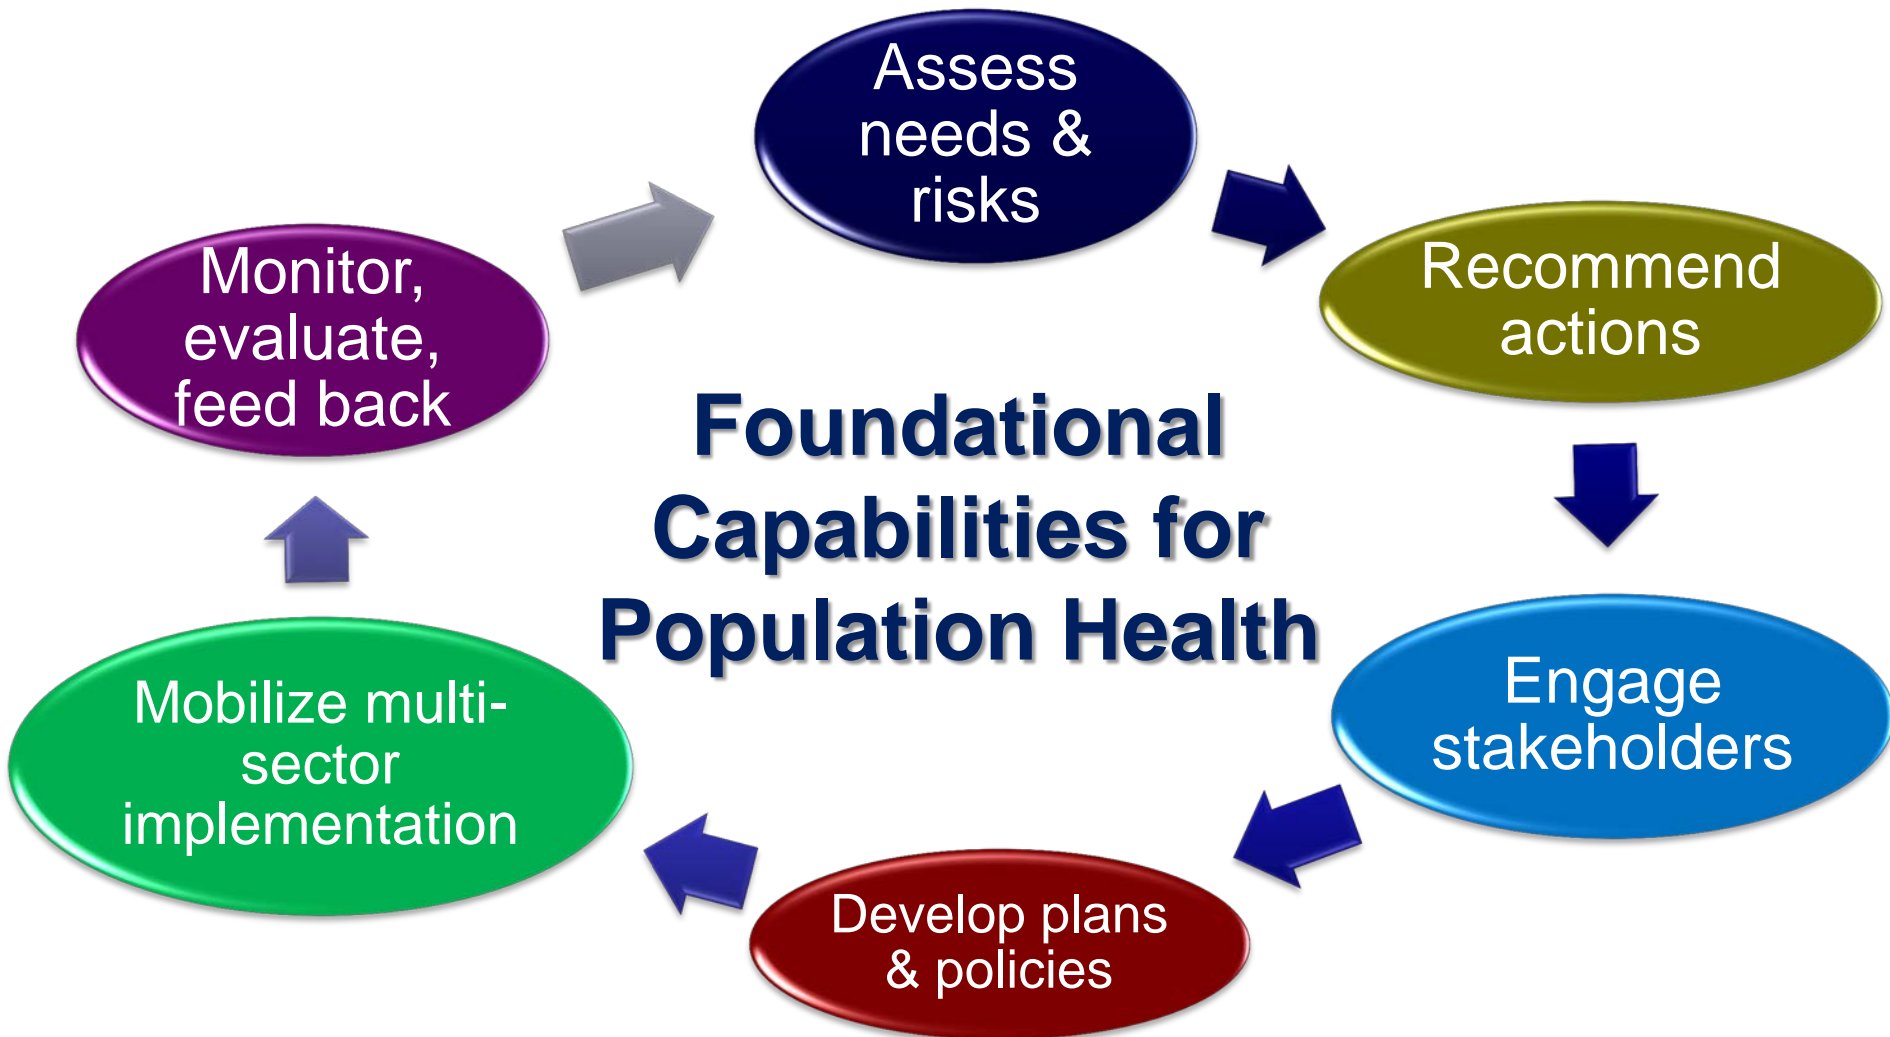 Assess
needs &
risks
Recommend
actions
Engage
stakeholders
Develop plans
& policies
Mobilize multi-
sector
implementation
Monitor,
evaluate,
feed back
Foundational
Capabilities for
Population Health